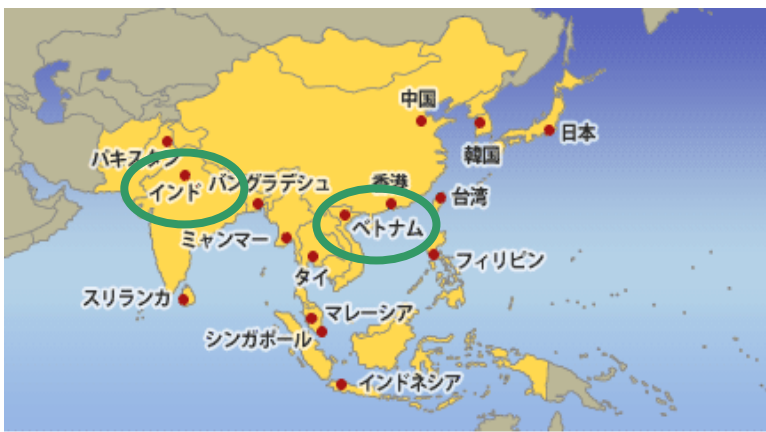 中国
日本
韓国
パキスタン
インド
バングラデシュ
香港
台湾
ベトナム
ミャンマー
フィリピン
タイ
スリランカ
マレーシア
シンガポール
インドネシア